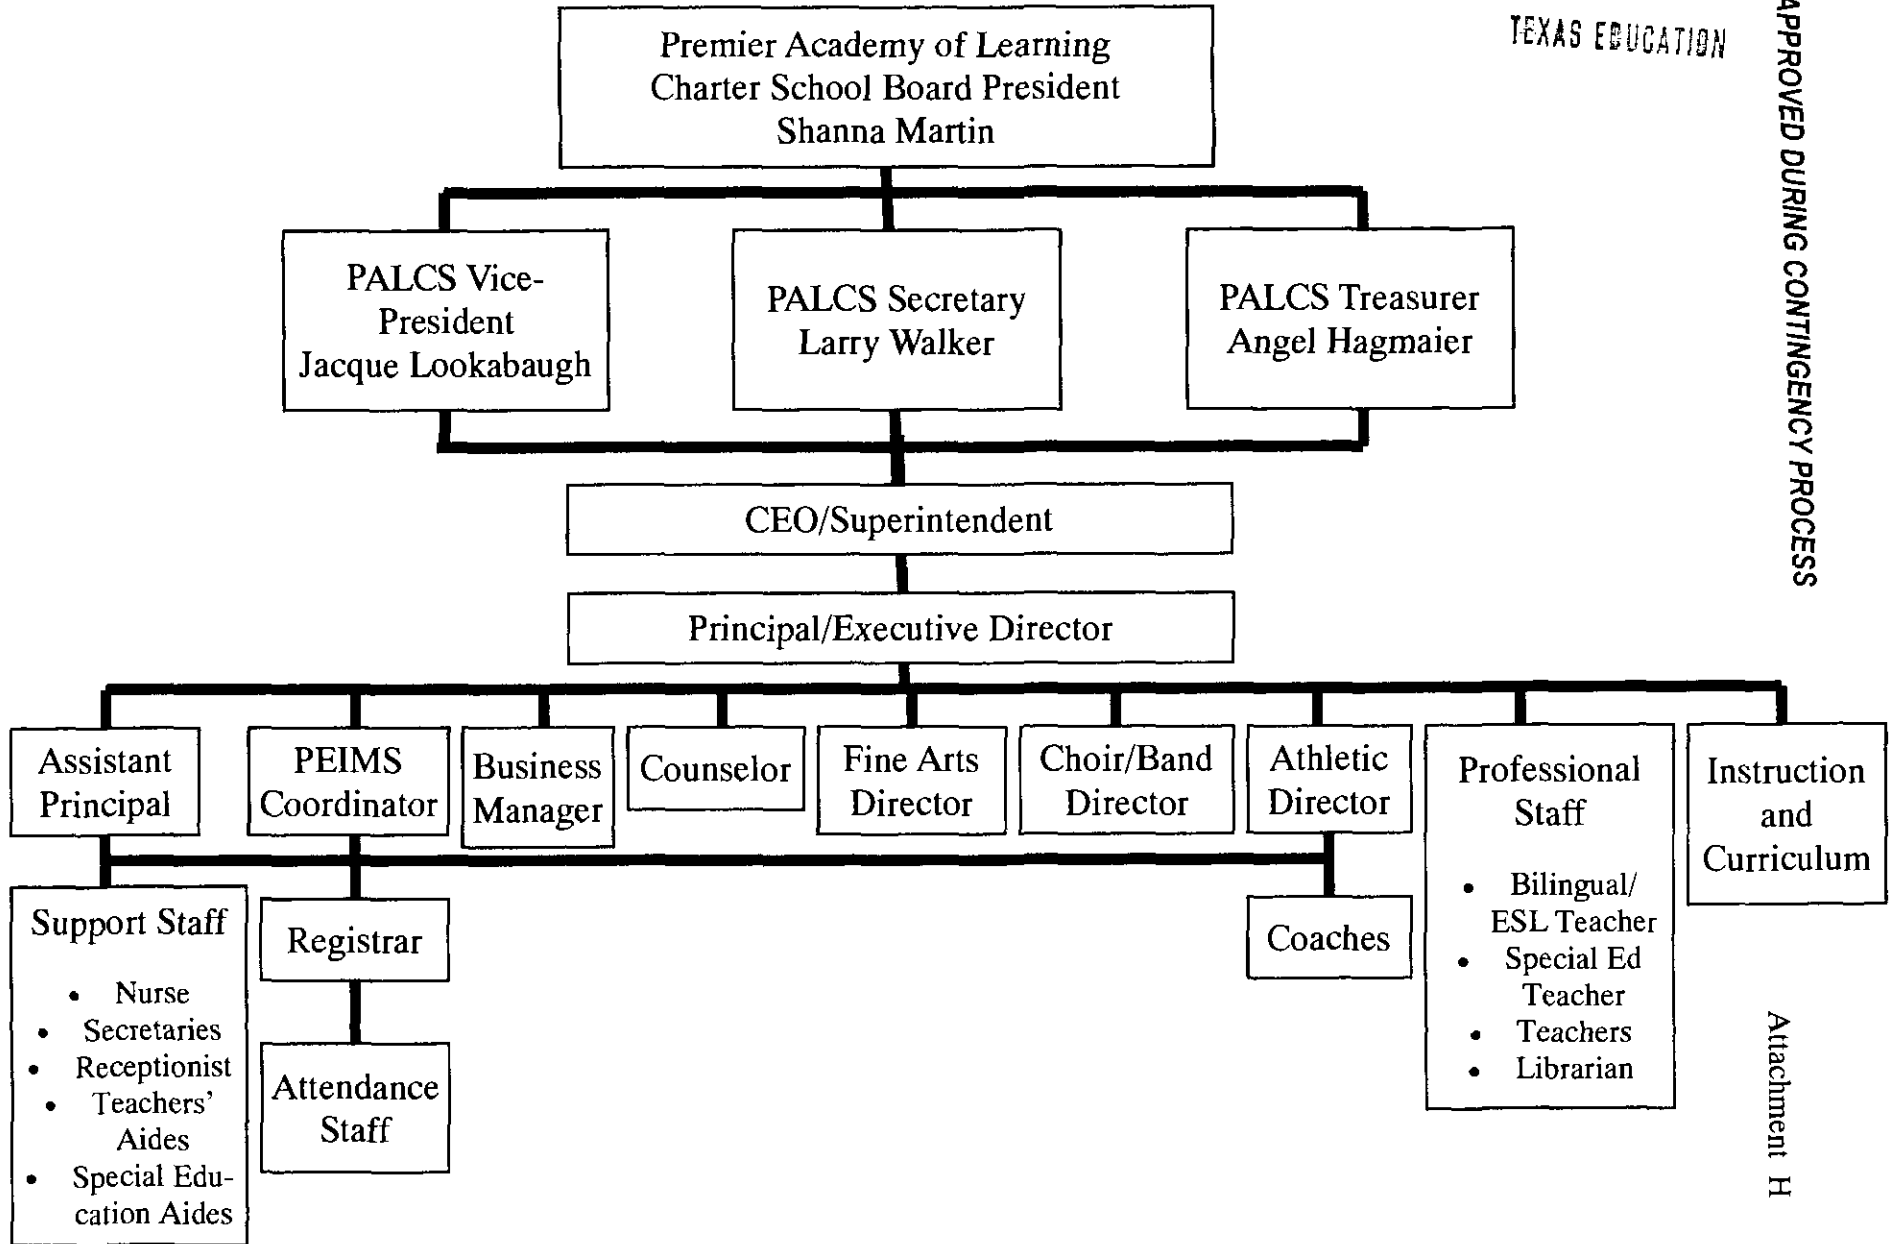 TEXAS EDUCATION
APPROVED DURING CONTINGENCY PROCESS
Premier Academy of Learning
Charter School Board President
Shanna Martin
PALCS Vice-
President
Jacque Lookabaugh
PALCS Secretary
Larry Walker
PALCS Treasurer
Angel Hagmaier
CEO/Superintendent
Principal/Executive Director
Assistant
Principal
PEIMS
Coordinator
Business
Manager
Counselor
Fine Arts
Director
Choir/Band
Director
Athletic
Director
Professional
Staff
• Bilingual/
ESL Teacher
• Special Ed
Teacher
• Teachers
• Librarian
Instruction
and
Curriculum
Support Staff
• Nurse
• Secretaries
• Receptionist
• Teachers'
Aides
• Special Edu-
cation Aides
Registrar
Attendance
Staff
Coaches
Attachment H